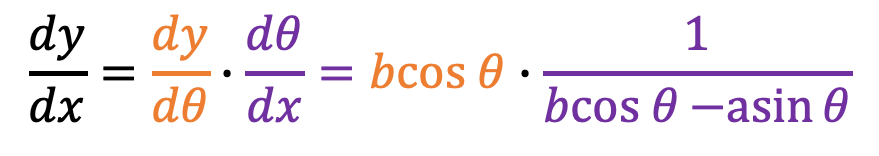 dy/dx = dy/dθ · dθ/dx = bcos θ · 1/(bcos θ −asin θ)